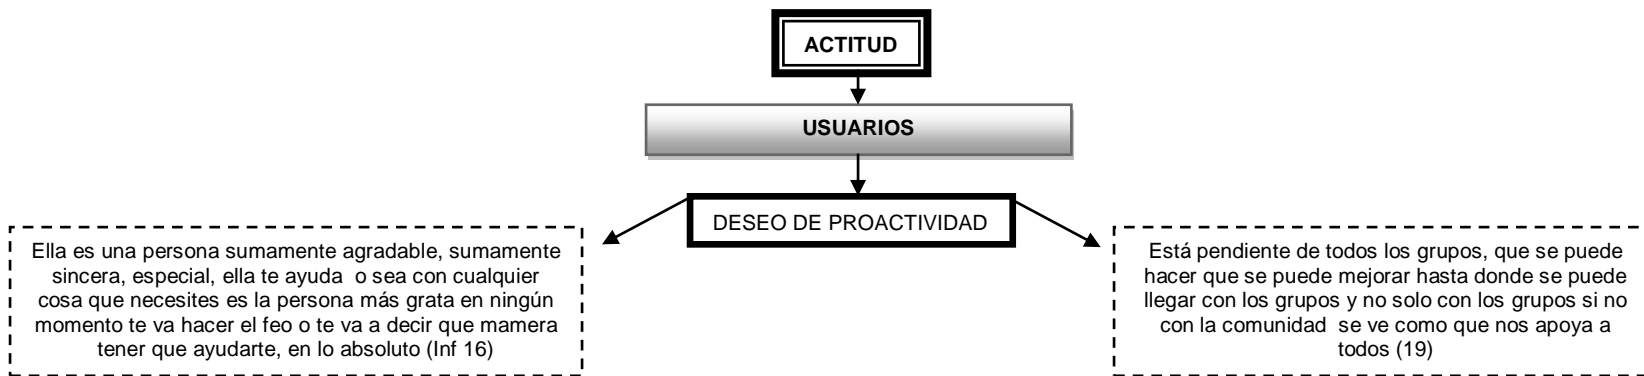 ACTITUD
USUARIOS
DESEO DE PROACTIVIDAD
Ella es una persona sumamente agradable, sumamente
sincera, especial, ella te ayuda o sea con cualquier
cosa que necesites es la persona más grata en ningún
momento te va hacer el feo o te va a decir que mamera
tener que ayudarte, en lo absoluto (Inf 16)
Está pendiente de todos los grupos, que se puede
hacer que se puede mejorar hasta donde se puede
llegar con los grupos y no solo con los grupos si no
con la comunidad se ve como que nos apoya a
todos (19)